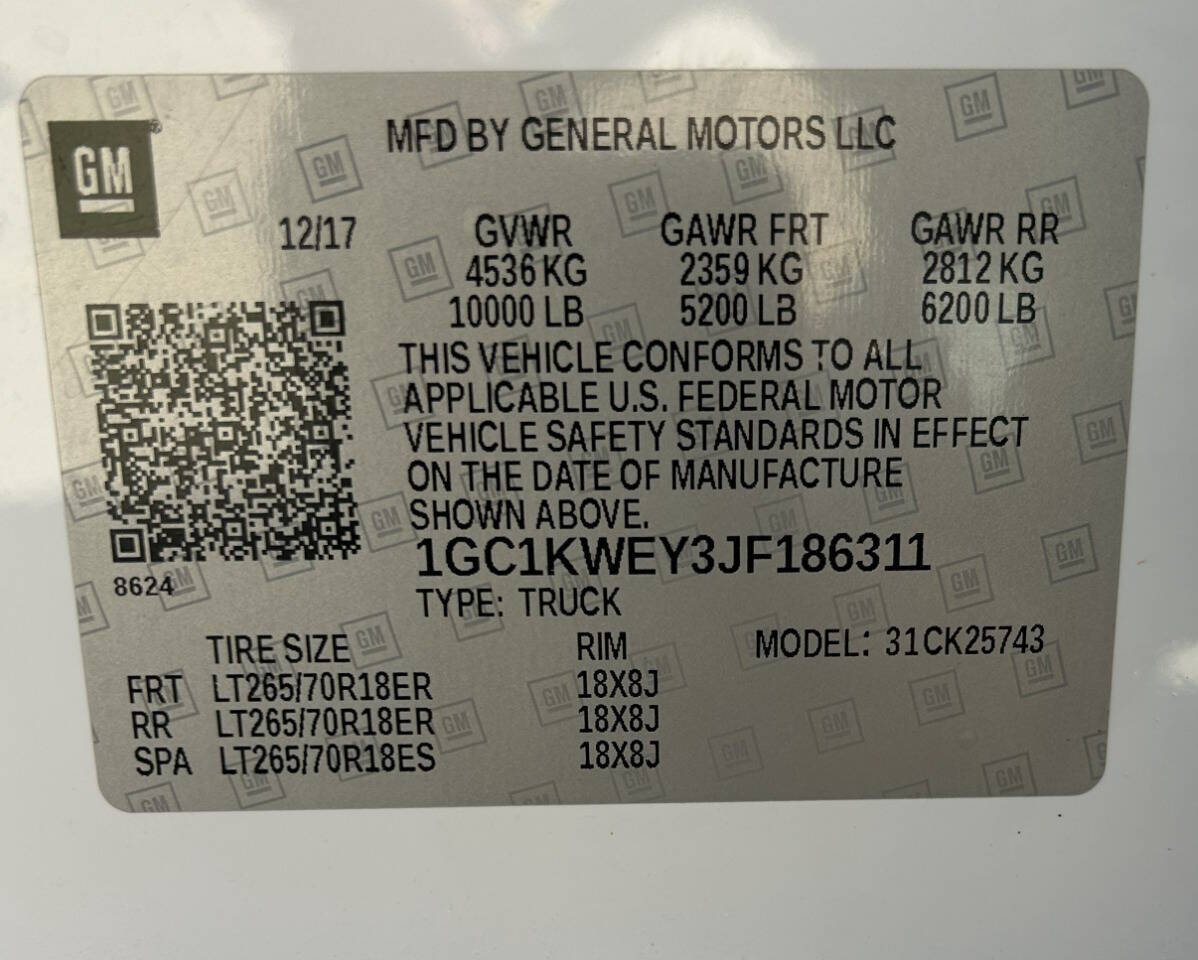 GM®
MFD BY GENERAL MOTORS LLC
12/17 GVWR GAWR FRT GAWR RR
4536 KG 2359 KG 2812 KG
10000 LB 5200 LB 6200 LB
THIS VEHICLE CONFORMS TO ALL
APPLICABLE U.S. FEDERAL MOTOR
VEHICLE SAFETY STANDARDS IN EFFECT
ON THE DATE OF MANUFACTURE
SHOWN ABOVE.
1GC1KWEY3JF186311
8624
TYPE: TRUCK
TIRE SIZE RIM MODEL: 31CK25743
FRT LT265/70R18ER 18X8J
RR LT265/70R18ER 18X8J
SPA LT265/70R18ES 18X8J